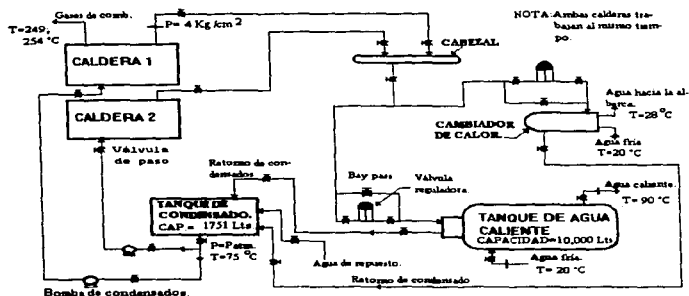 Gases de comb.
T=249;
254 °C
P= 4 Kg/cm2
CALDERA 1
CALDERA 2
Válvula
de paso
CABEZAL
NOTA: Ambas calderas tra-
bajan al mismo tiem-
po.
Agua hacia la al-
berca.
T=28 °C
CAMBIADOR
DE CALOR.
Agua fría
T=20 °C
Retorno de con-
densados
Bay pass
Válvula
reguladora.
Agua caliente.
T= 90 °C
TANQUE DE
CONDENSADO.
CAP.= 1751 Lts
TANQUE DE AGUA
CALIENTE
CAPACIDAD=10,000 Lts
P=Patm.
T=75 °C
Agua de repuesto.
Agua fría.
T= 20 °C
Retorno de condensado
Bomba de condensados.